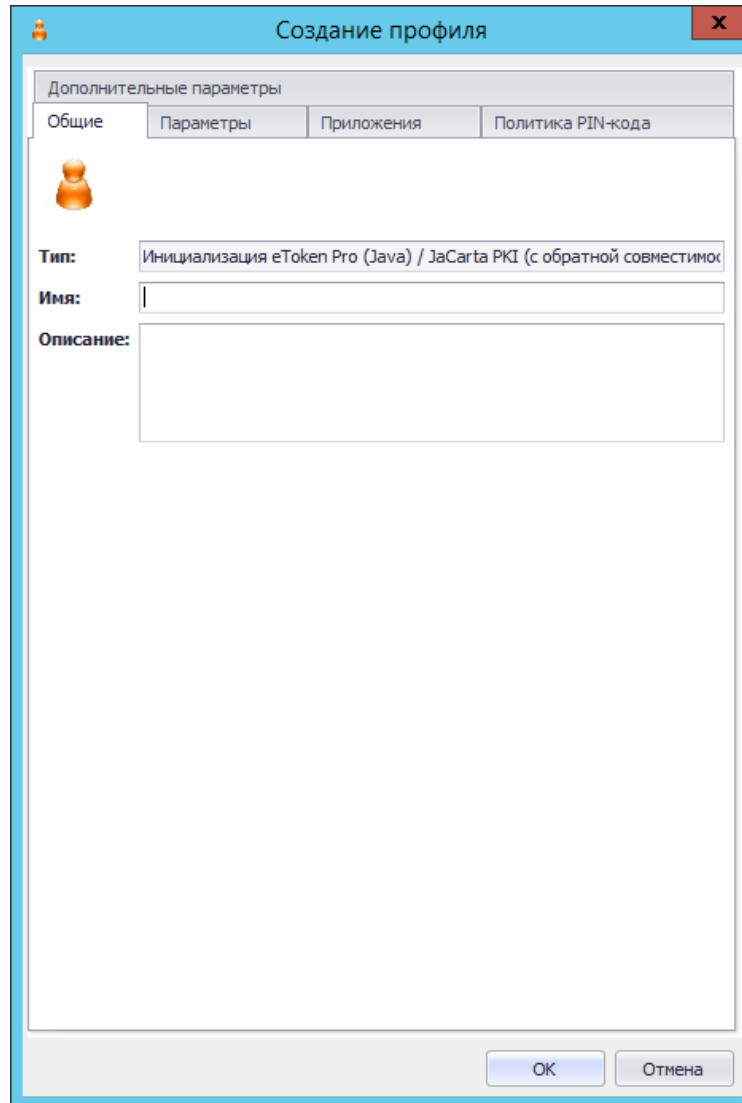 Создание профиля
x
Дополнительные параметры
Общие Параметры Приложения Политика PIN-кода
Тип: Инициализация eToken Pro (Java) / JaCarta PKI (с обратной совместимос
Имя:
Описание:
OK Отмена